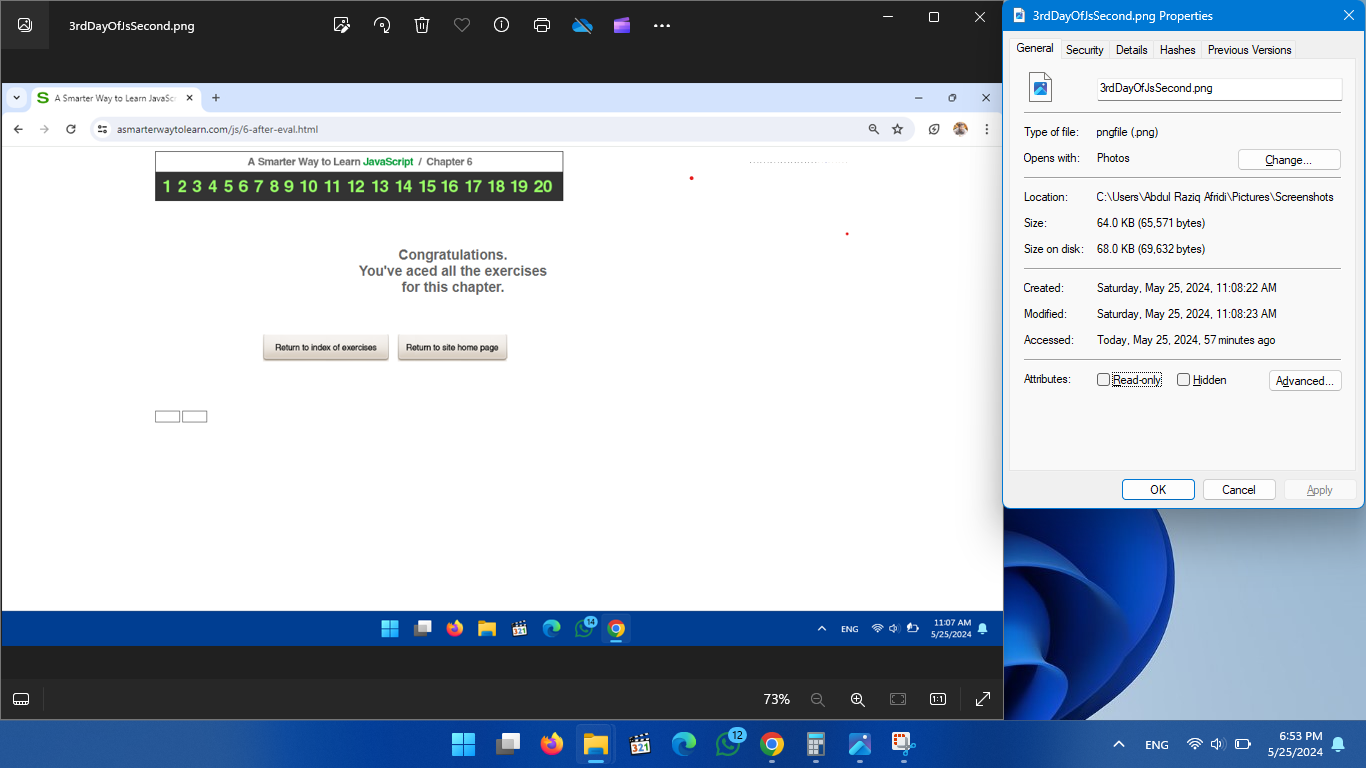 3rdDayOfJsSecond.png
A Smarter Way to Learn JavaSc
asmarterwaytolearn.com/js/6-after-eval.html
A Smarter Way to Learn JavaScript / Chapter 6
1 2 3 4 5 6 7 8 9 10 11 12 13 14 15 16 17 18 19 20
Congratulations.
You've aced all the exercises
for this chapter.
Return to index of exercises Return to site home page
14
ENG
11:07 AM
5/25/2024
73%
1:1
3rdDayOfJsSecond.png Properties
General Security Details Hashes Previous Versions
3rdDayOfJsSecond.png
Type of file: pngfile (.png)
Opens with: Photos Change...
Location: C:\Users\Abdul Raziq Afridi\Pictures\Screenshots
Size: 64.0 KB (65,571 bytes)
Size on disk: 68.0 KB (69,632 bytes)
Created: Saturday, May 25, 2024, 11:08:22 AM
Modified: Saturday, May 25, 2024, 11:08:23 AM
Accessed: Today, May 25, 2024, 57 minutes ago
Attributes: Read-only Hidden Advanced...
OK Cancel Apply
321
12
ENG
6:53 PM
5/25/2024